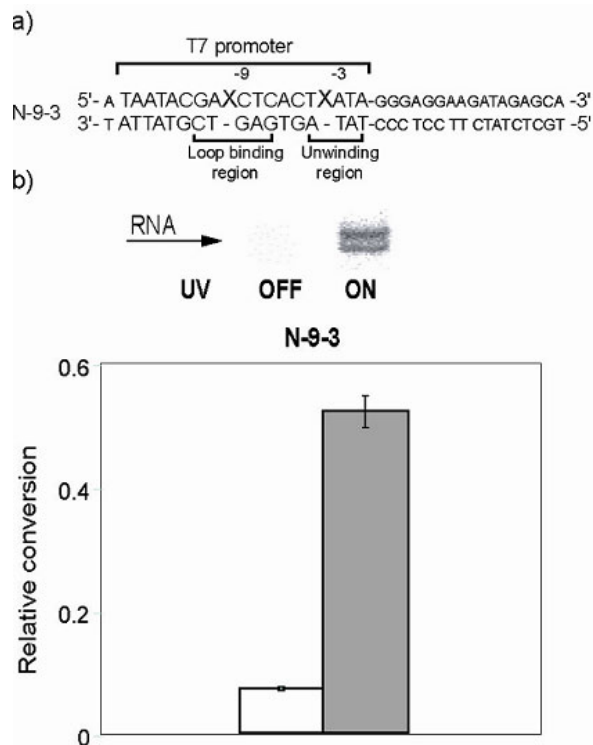 a)
T7 promoter
-9 -3
5'- A TAATACGAXCTCACTXATA-GGGAGGAAGATAGAGCA -3'
N-9-3
3'- T ATTATGCT - GAGTGA - TAT-CCC TCC TT CTATCTCGT -5'
Loop binding region Unwinding region
b)
RNA
UV OFF ON
N-9-3
0.6
0.4
0.2
0
Relative conversion